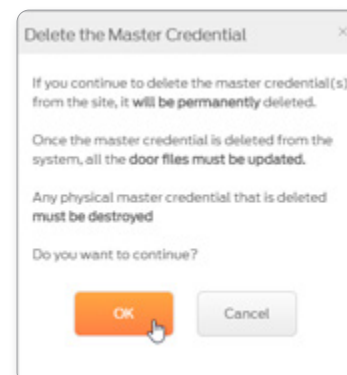 Delete the Master Credential ×
If you continue to delete the master credential(s)
from the site, it will be permanently deleted.
Once the master credential is deleted from the
system, all the door files must be updated.
Any physical master credential that is deleted
must be destroyed
Do you want to continue?
OK
Cancel